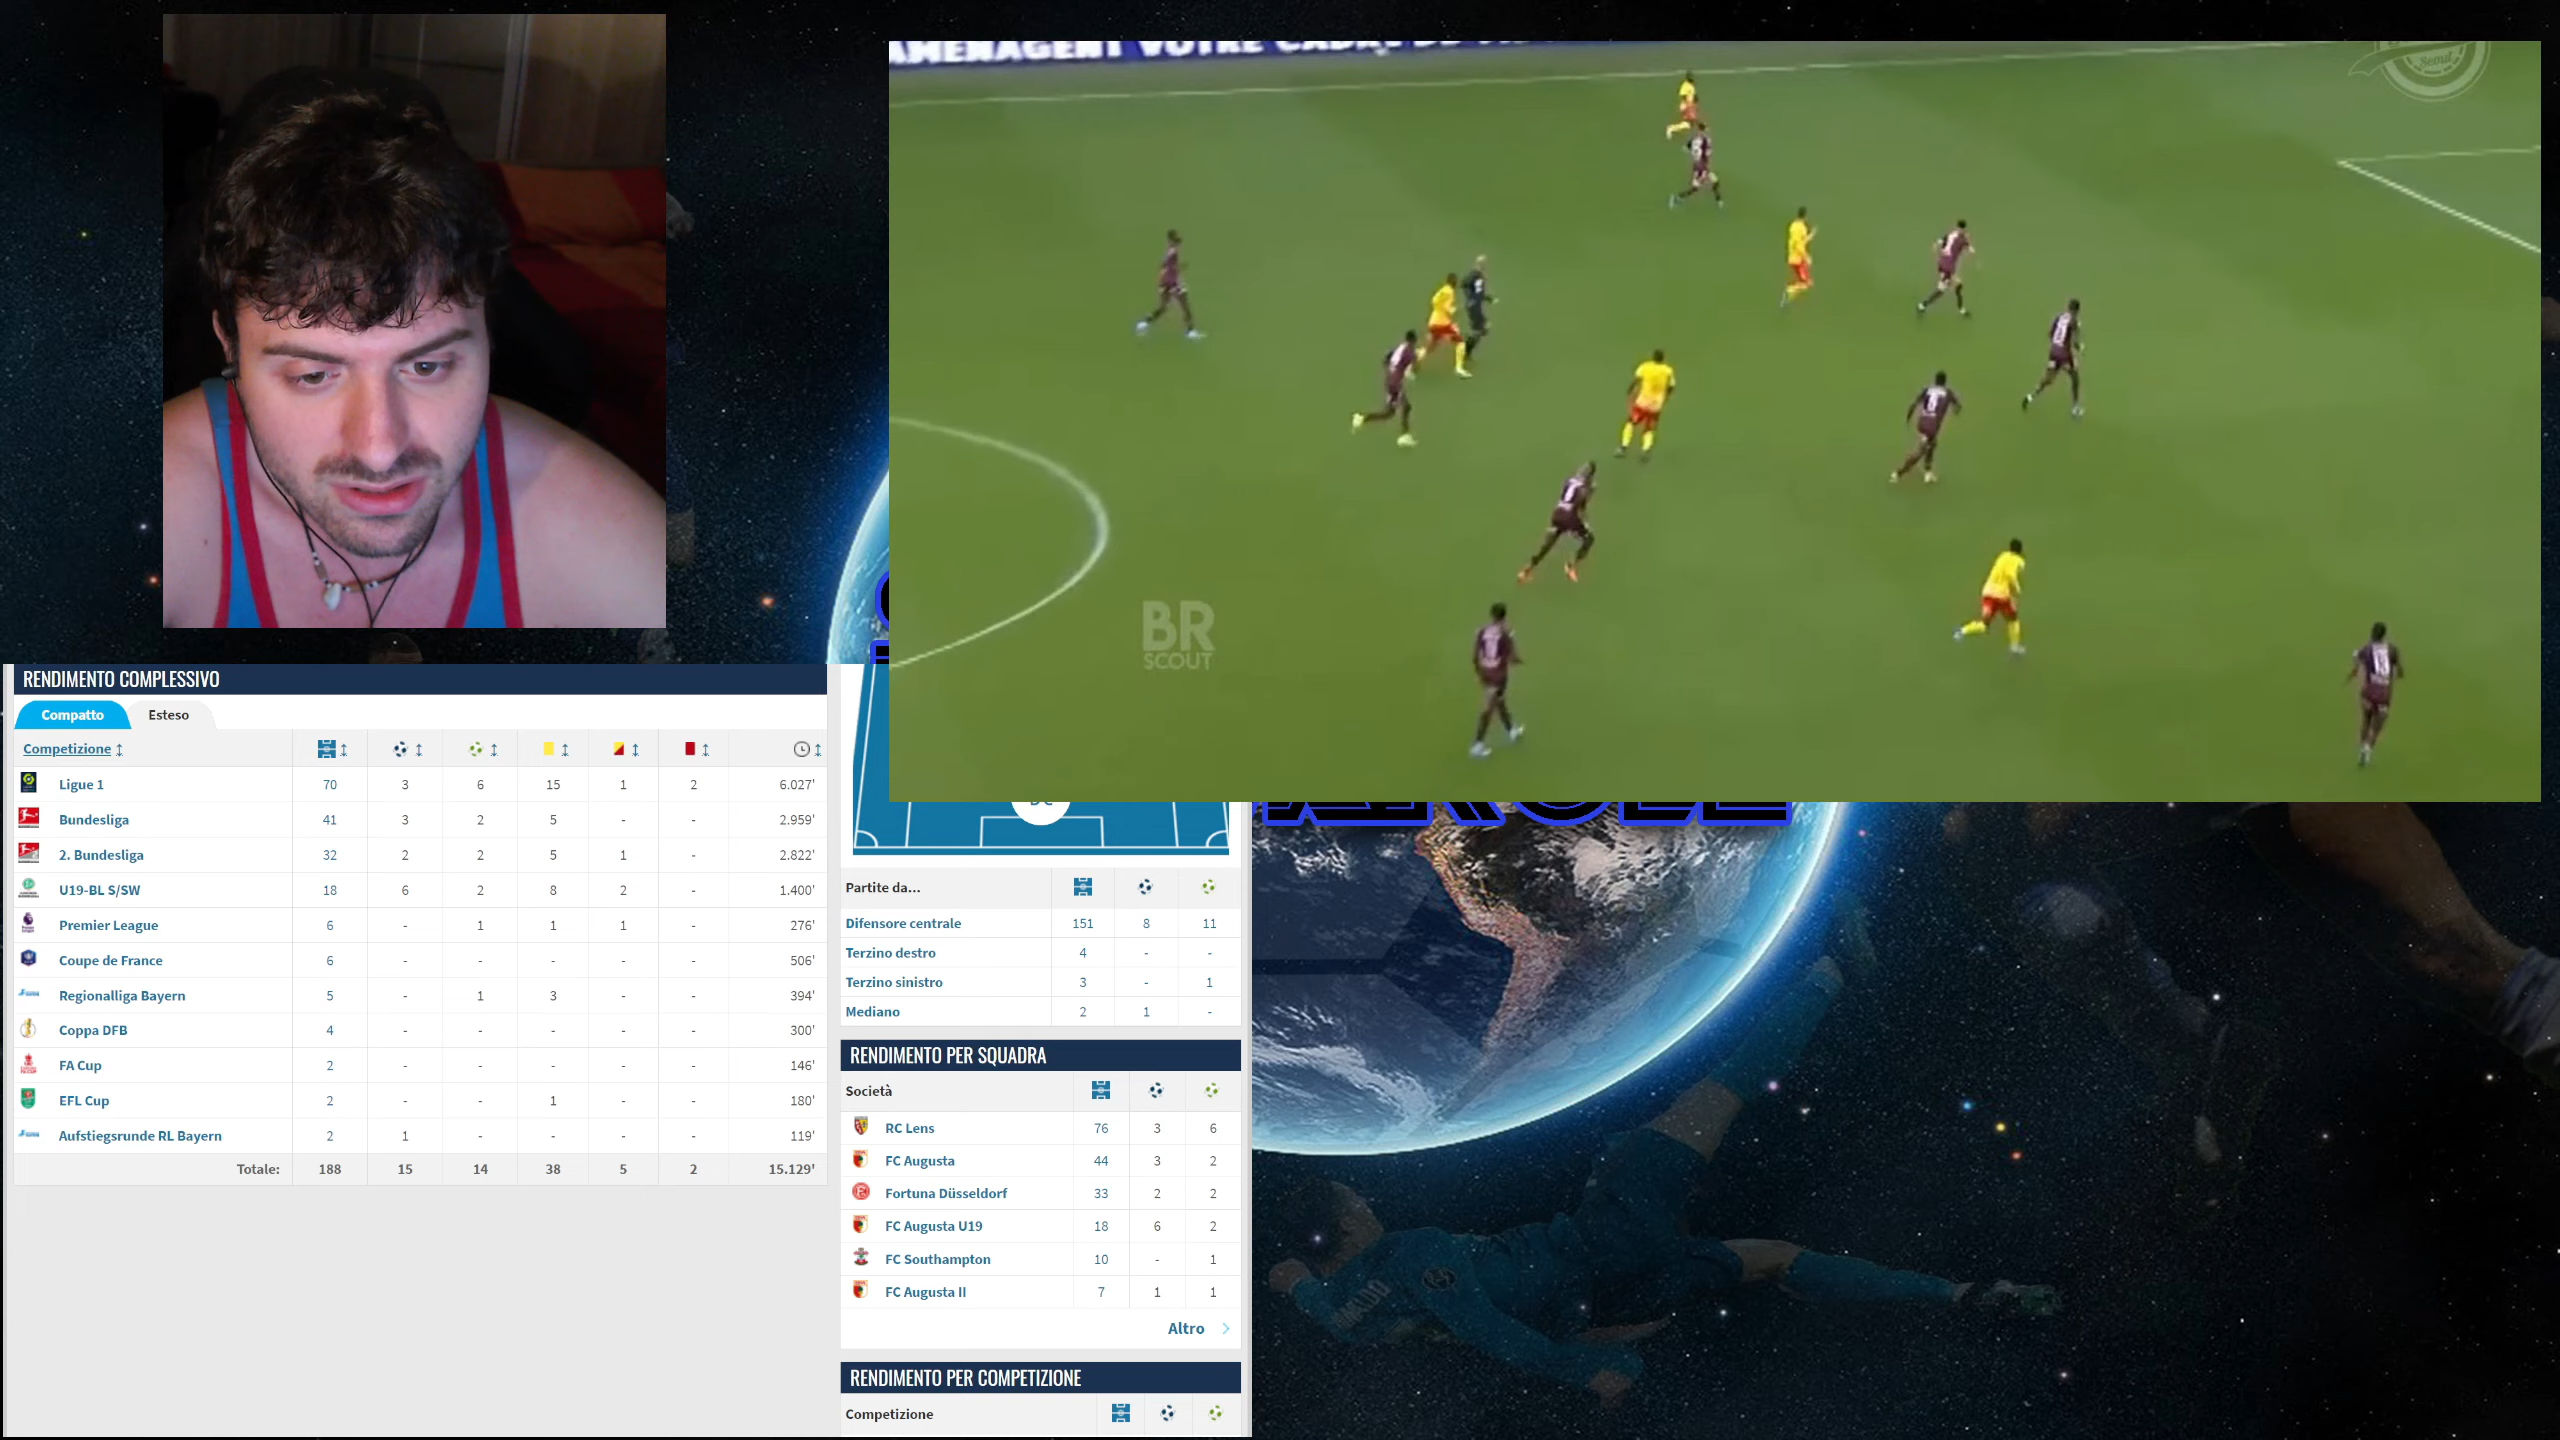 AMENAGENT VOTRE CADRE DE
Scout
BR
SCOUT
RENDIMENTO COMPLESSIVO
Compatto Esteso
Competizione
Ligue 1 70 3 6 15 1 2 6.027'
Bundesliga 41 3 2 5 - - 2.959'
2. Bundesliga 32 2 2 5 1 - 2.822'
U19-BL S/SW 18 6 2 8 2 - 1.400'
Premier League 6 - 1 1 1 - 276'
Coupe de France 6 - - - - - 506'
Regionalliga Bayern 5 - 1 3 - - 394'
Coppa DFB 4 - - - - - 300'
FA Cup 2 - - - - - 146'
EFL Cup 2 - - 1 - - 180'
Aufstiegsrunde RL Bayern 2 1 - - - - 119'
Totale: 188 15 14 38 5 2 15.129'
Partite da...
Difensore centrale 151 8 11
Terzino destro 4 - -
Terzino sinistro 3 - 1
Mediano 2 1 -
RENDIMENTO PER SQUADRA
Società
RC Lens 76 3 6
FC Augusta 44 3 2
Fortuna Düsseldorf 33 2 2
FC Augusta U19 18 6 2
FC Southampton 10 - 1
FC Augusta II 7 1 1
Altro
RENDIMENTO PER COMPETIZIONE
Competizione